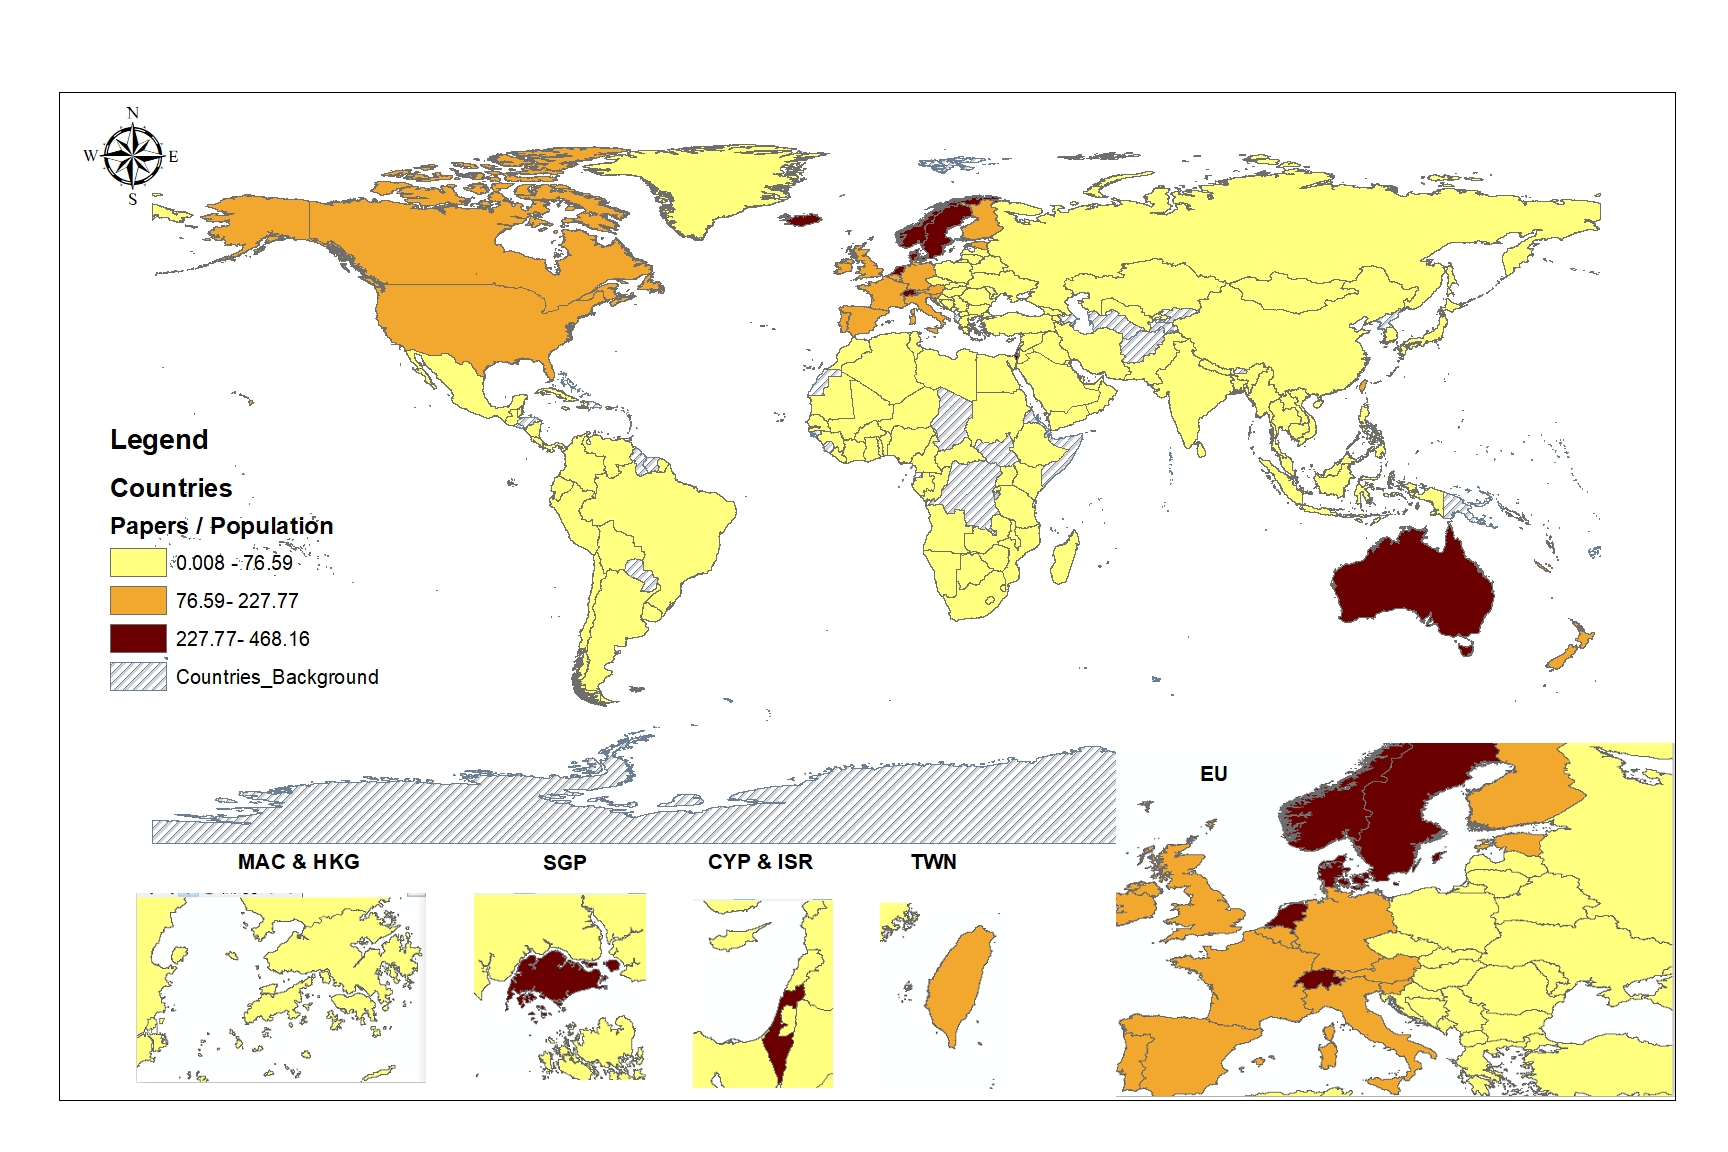 N
W E
S
Legend
Countries
Papers / Population
0.008 - 76.59
76.59- 227.77
227.77- 468.16
Countries_Background
EU
MAC & HKG
SGP
CYP & ISR
TWN